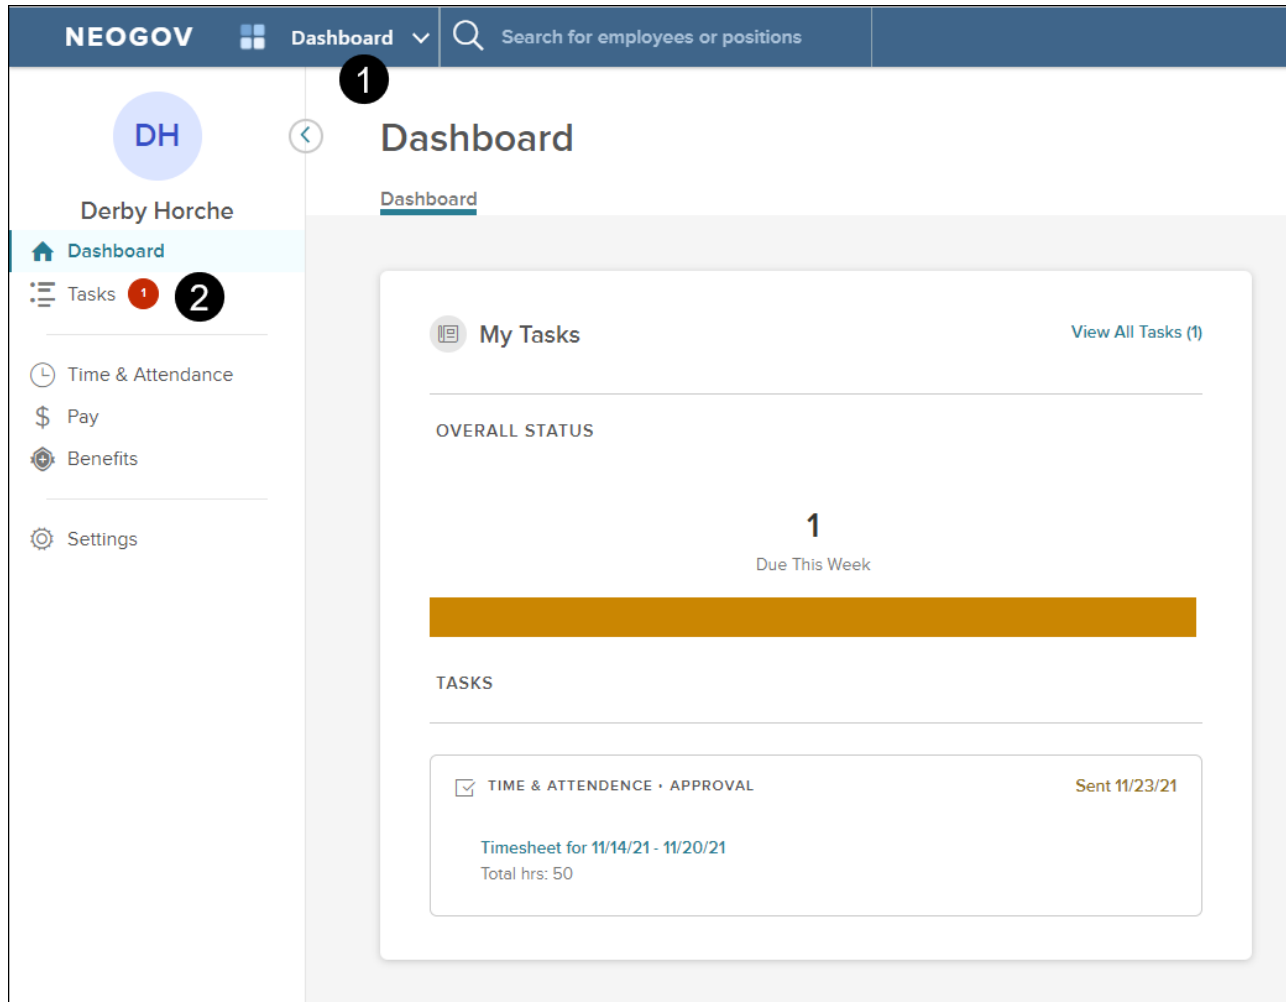 NEOGOV Dashboard Search for employees or positions
1
DH
Dashboard
Derby Horche
Dashboard
Dashboard
Tasks 1 2
Time & Attendance
Pay
Benefits
Settings
My Tasks View All Tasks (1)
OVERALL STATUS
1
Due This Week
TASKS
TIME & ATTENDENCE • APPROVAL Sent 11/23/21
Timesheet for 11/14/21 - 11/20/21
Total hrs: 50